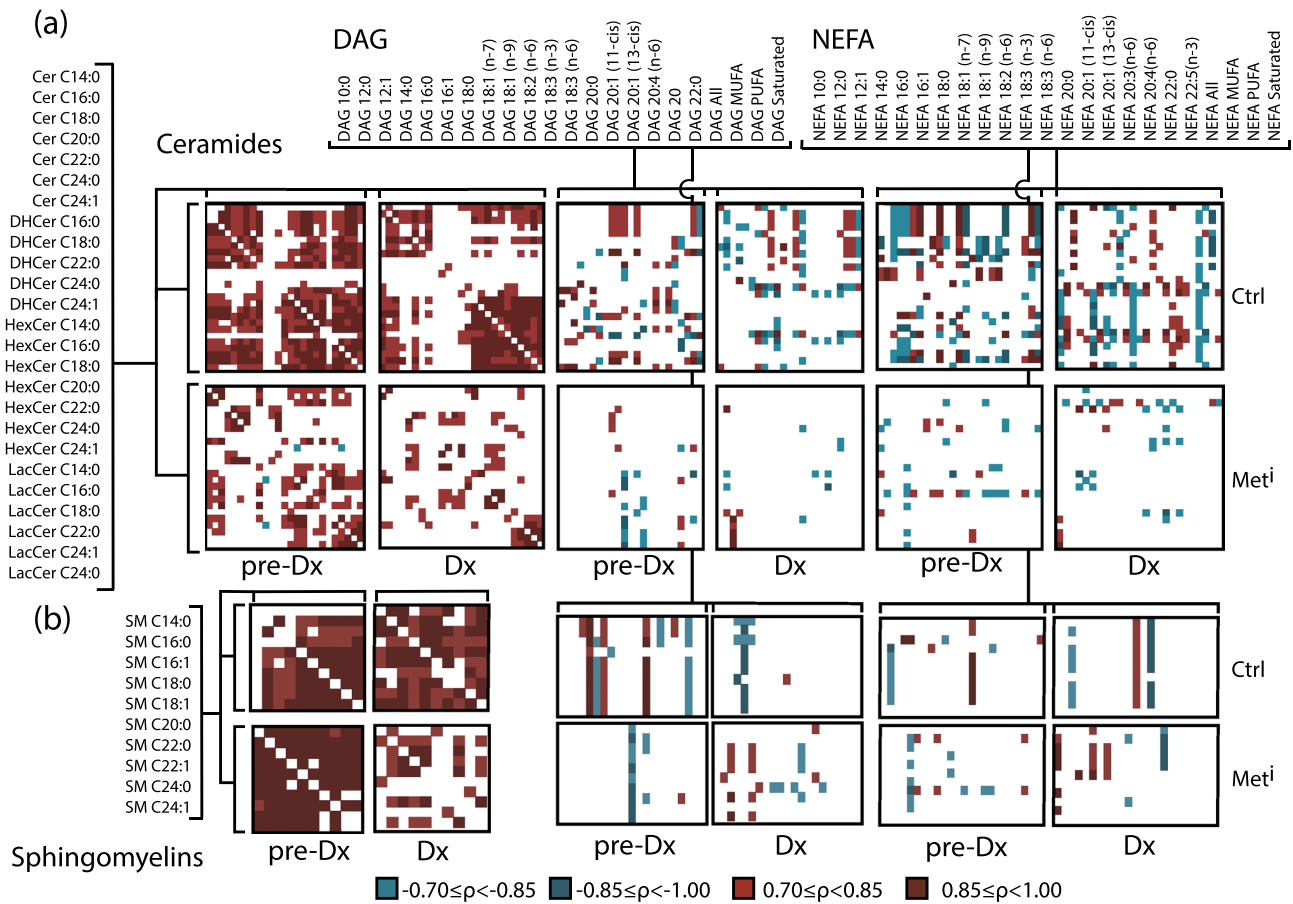 (a)
DAG
NEFA
DAG 10:0
DAG 12:0
DAG 12:1
DAG 14:0
DAG 16:0
DAG 16:1
DAG 18:0
DAG 18:1 (n-7)
DAG 18:1 (n-9)
DAG 18:2 (n-6)
DAG 18:3 (n-3)
DAG 18:3 (n-6)
DAG 20:0
DAG 20:1 (11-cis)
DAG 20:1 (13-cis)
DAG 20:4 (n-6)
DAG 20
DAG 22:0
DAG All
DAG MUFA
DAG PUFA
DAG Saturated
NEFA 10:0
NEFA 12:0
NEFA 12:1
NEFA 14:0
NEFA 16:0
NEFA 16:1
NEFA 18:0
NEFA 18:1 (n-7)
NEFA 18:1 (n-9)
NEFA 18:2 (n-6)
NEFA 18:3 (n-3)
NEFA 18:3 (n-6)
NEFA 20:0
NEFA 20:1 (11-cis)
NEFA 20:1 (13-cis)
NEFA 20:3(n-6)
NEFA 20:4(n-6)
NEFA 22:0
NEFA 22:5(n-3)
NEFA All
NEFA MUFA
NEFA PUFA
NEFA Saturated
Ceramides
Cer C14:0
Cer C16:0
Cer C18:0
Cer C20:0
Cer C22:0
Cer C24:0
Cer C24:1
DHCer C16:0
DHCer C18:0
DHCer C22:0
DHCer C24:0
DHCer C24:1
HexCer C14:0
HexCer C16:0
HexCer C18:0
HexCer C20:0
HexCer C22:0
HexCer C24:0
HexCer C24:1
LacCer C14:0
LacCer C16:0
LacCer C18:0
LacCer C22:0
LacCer C24:1
LacCer C24:0
Ctrl
Metⁱ
pre-Dx
Dx
pre-Dx
Dx
pre-Dx
Dx
(b)
SM C14:0
SM C16:0
SM C16:1
SM C18:0
SM C18:1
SM C20:0
SM C22:0
SM C22:1
SM C24:0
SM C24:1
Ctrl
Metⁱ
Sphingomyelins
pre-Dx
Dx
pre-Dx
Dx
pre-Dx
Dx
-0.70≤ρ<-0.85
-0.85≤ρ<-1.00
0.70≤ρ<0.85
0.85≤ρ<1.00